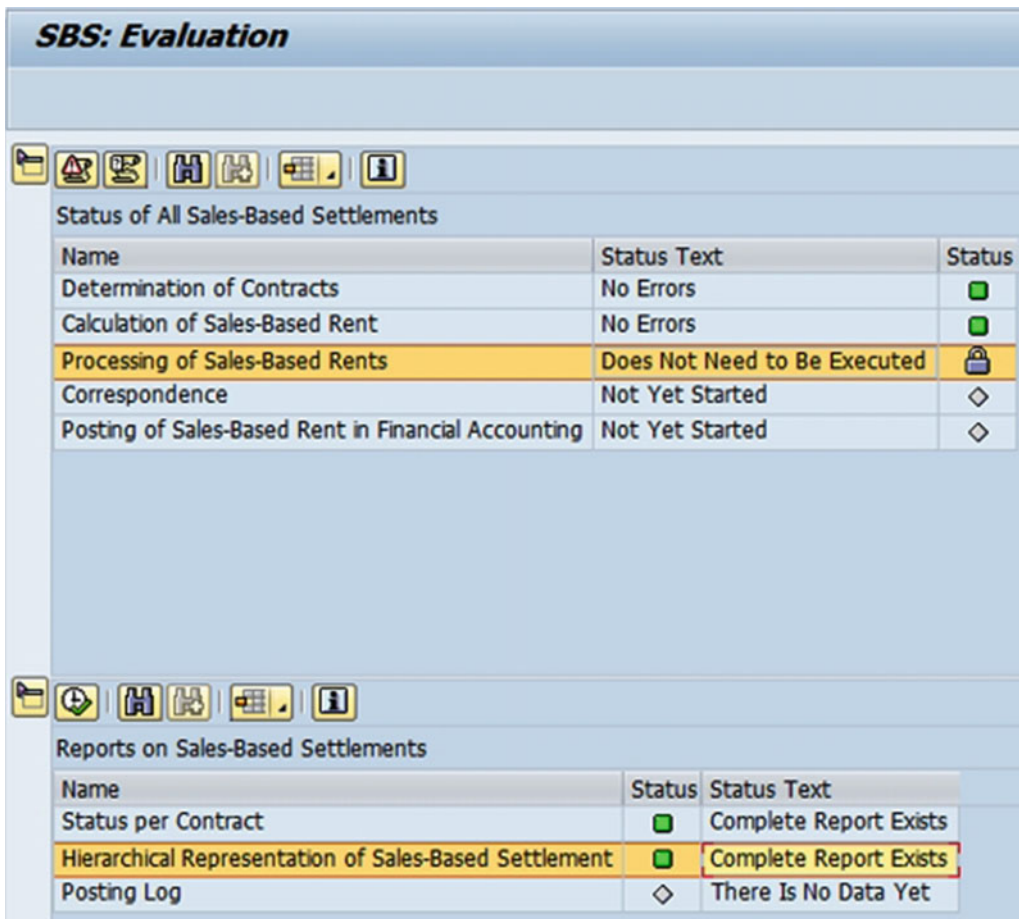 SBS: Evaluation
Status of All Sales-Based Settlements
Name Status Text Status
Determination of Contracts No Errors
Calculation of Sales-Based Rent No Errors
Processing of Sales-Based Rents Does Not Need to Be Executed
Correspondence Not Yet Started
Posting of Sales-Based Rent in Financial Accounting Not Yet Started
Reports on Sales-Based Settlements
Name Status Status Text
Status per Contract Complete Report Exists
Hierarchical Representation of Sales-Based Settlement Complete Report Exists
Posting Log There Is No Data Yet